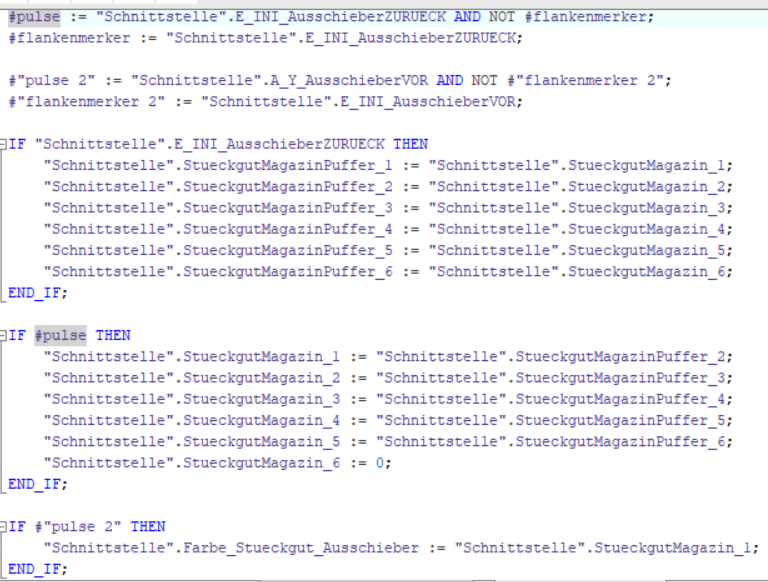 #pulse := "Schnittstelle".E_INI_AusschieberZURUECK AND NOT #flankenmerker;
#flankenmerker := "Schnittstelle".E_INI_AusschieberZURUECK;
#"pulse 2" := "Schnittstelle".A_Y_AusschieberVOR AND NOT #"flankenmerker 2";
#"flankenmerker 2" := "Schnittstelle".E_INI_AusschieberVOR;
IF "Schnittstelle".E_INI_AusschieberZURUECK THEN
"Schnittstelle".StueckgutMagazinPuffer_1 := "Schnittstelle".StueckgutMagazin_1;
"Schnittstelle".StueckgutMagazinPuffer_2 := "Schnittstelle".StueckgutMagazin_2;
"Schnittstelle".StueckgutMagazinPuffer_3 := "Schnittstelle".StueckgutMagazin_3;
"Schnittstelle".StueckgutMagazinPuffer_4 := "Schnittstelle".StueckgutMagazin_4;
"Schnittstelle".StueckgutMagazinPuffer_5 := "Schnittstelle".StueckgutMagazin_5;
"Schnittstelle".StueckgutMagazinPuffer_6 := "Schnittstelle".StueckgutMagazin_6;
END_IF;
IF #pulse THEN
"Schnittstelle".StueckgutMagazin_1 := "Schnittstelle".StueckgutMagazinPuffer_2;
"Schnittstelle".StueckgutMagazin_2 := "Schnittstelle".StueckgutMagazinPuffer_3;
"Schnittstelle".StueckgutMagazin_3 := "Schnittstelle".StueckgutMagazinPuffer_4;
"Schnittstelle".StueckgutMagazin_4 := "Schnittstelle".StueckgutMagazinPuffer_5;
"Schnittstelle".StueckgutMagazin_5 := "Schnittstelle".StueckgutMagazinPuffer_6;
"Schnittstelle".StueckgutMagazin_6 := 0;
END_IF;
IF #"pulse 2" THEN
"Schnittstelle".Farbe_Stueckgut_Ausschieber := "Schnittstelle".StueckgutMagazin_1;
END_IF;